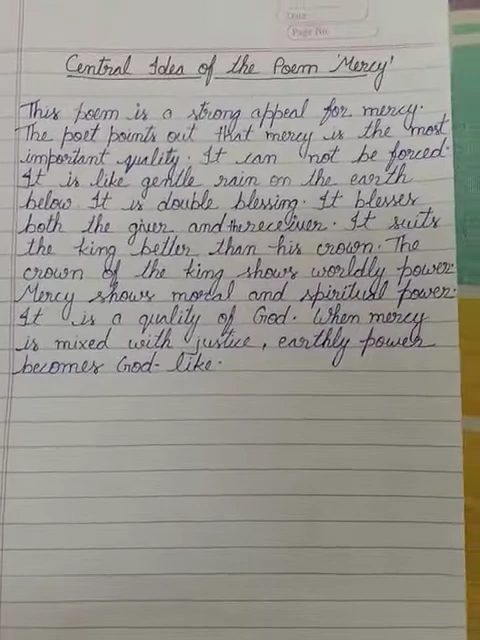 Date
Page No.
Central Idea of the Poem 'Mercy'
This poem is a strong appeal for mercy.
The poet points out that mercy is the most
important quality. It can not be forced.
It is like gentle rain on the earth
below. It is double blessing. It blesses
both the giver and the receiver. It suits
the king better than his crown. The
crown of the king shows worldly power.
Mercy shows moral and spiritual power.
It is a quality of God. When mercy
is mixed with justice, earthly power
becomes God-like.